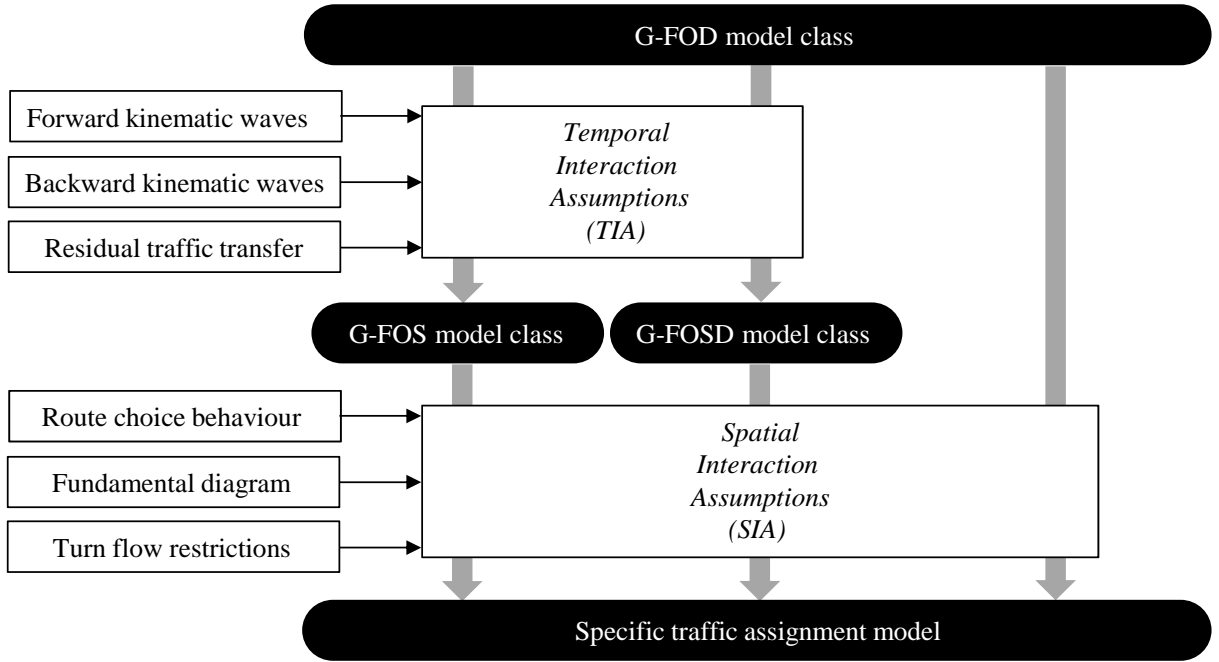 G-FOD model class
Forward kinematic waves
Backward kinematic waves
Residual traffic transfer
Temporal
Interaction
Assumptions
(TIA)
G-FOS model class
G-FOSD model class
Route choice behaviour
Fundamental diagram
Turn flow restrictions
Spatial
Interaction
Assumptions
(SIA)
Specific traffic assignment model